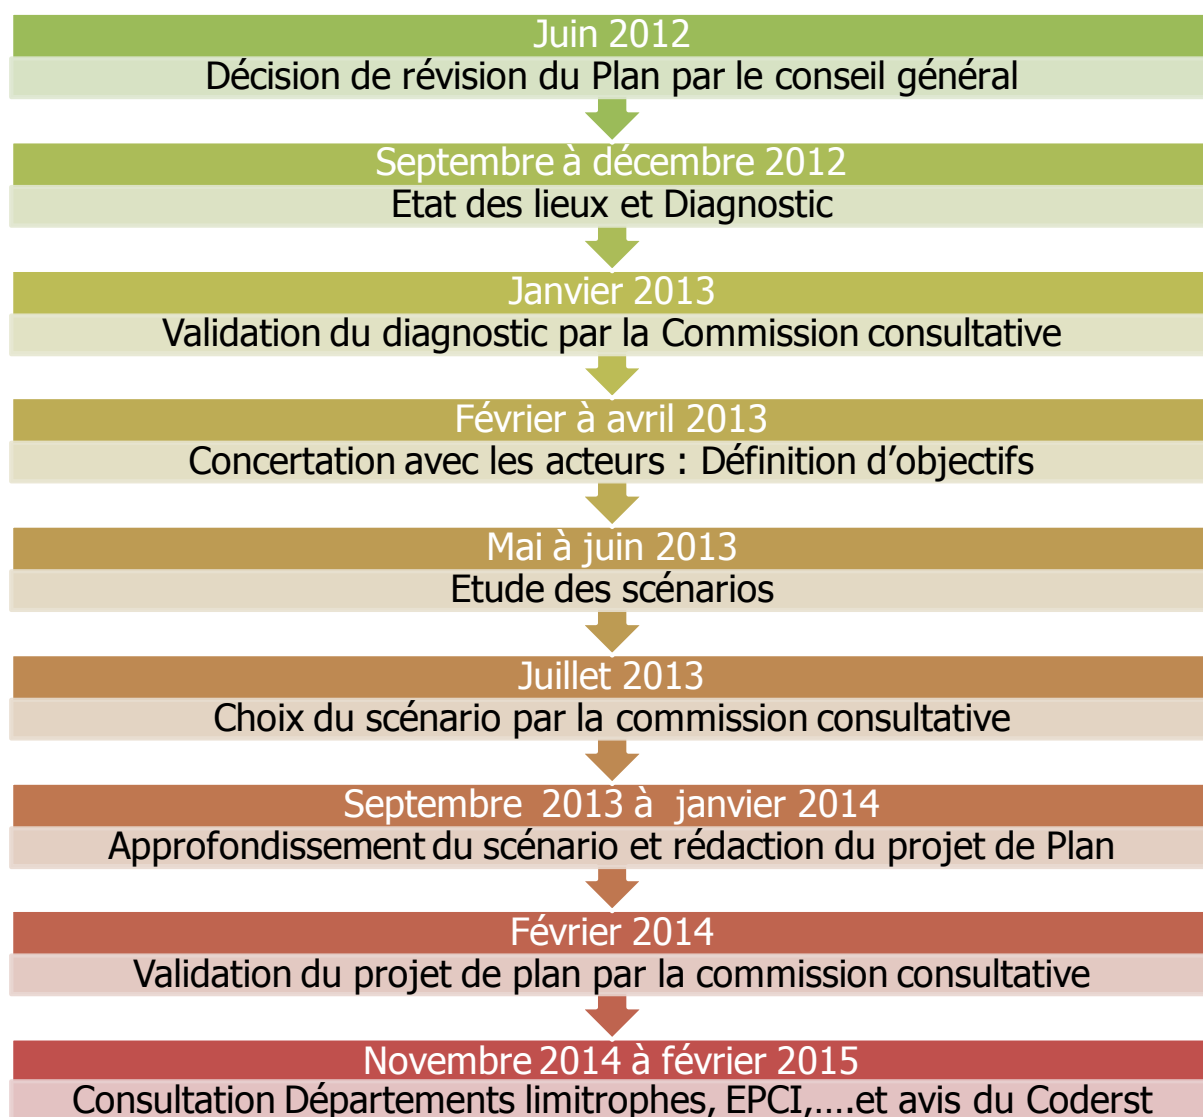 Juin 2012
Décision de révision du Plan par le conseil général
Septembre à décembre 2012
Etat des lieux et Diagnostic
Janvier 2013
Validation du diagnostic par la Commission consultative
Février à avril 2013
Concertation avec les acteurs : Définition d’objectifs
Mai à juin 2013
Etude des scénarios
Juillet 2013
Choix du scénario par la commission consultative
Septembre 2013 à janvier 2014
Approfondissement du scénario et rédaction du projet de Plan
Février 2014
Validation du projet de plan par la commission consultative
Novembre 2014 à février 2015
Consultation Départements limitrophes, EPCI,....et avis du Coderst